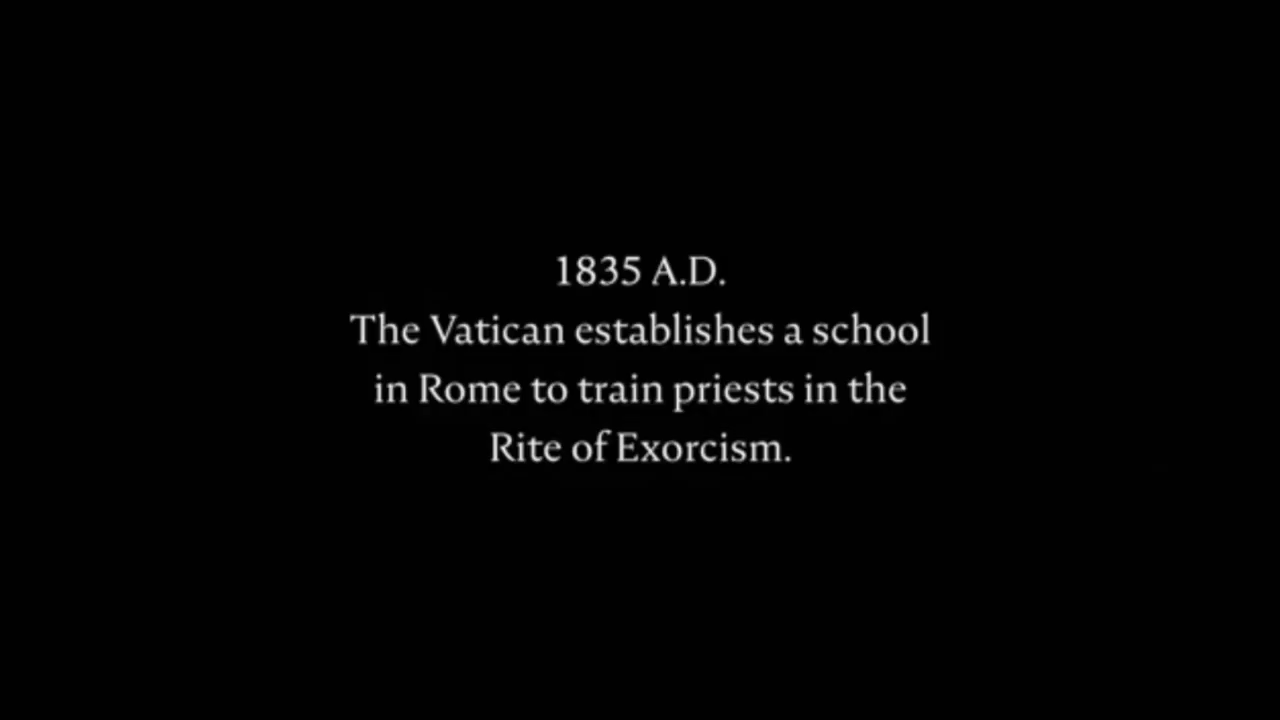 1835 A.D.
The Vatican establishes a school
in Rome to train priests in the
Rite of Exorcism.